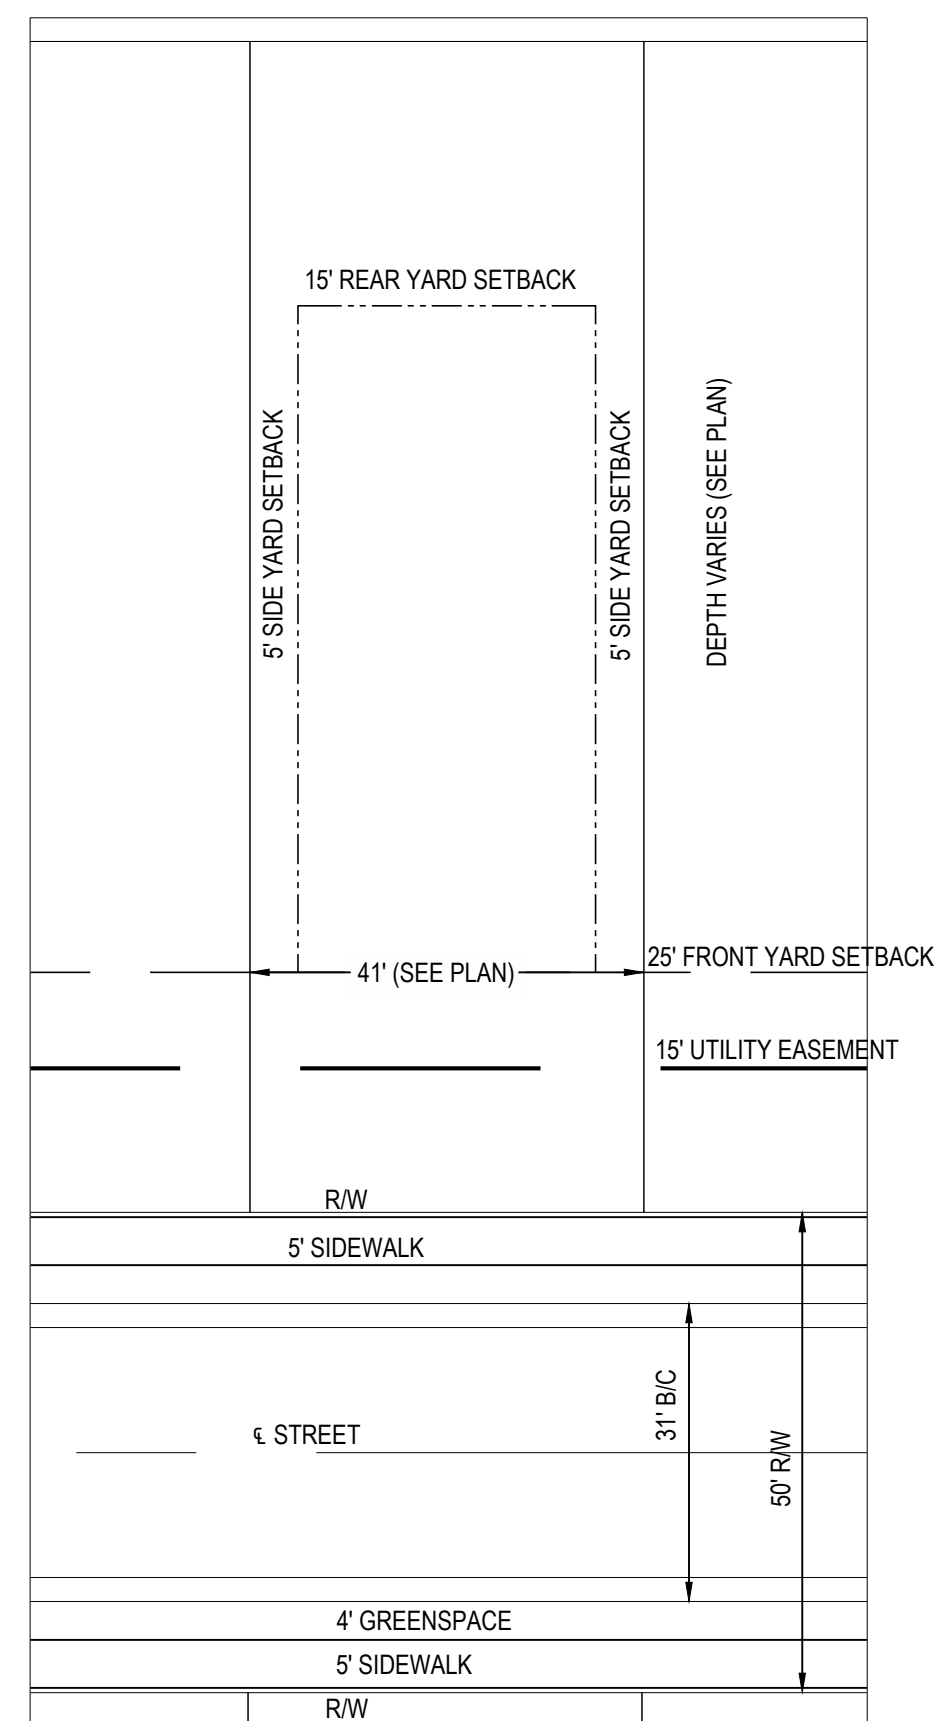 15' REAR YARD SETBACK
5' SIDE YARD SETBACK
5' SIDE YARD SETBACK
DEPTH VARIES (SEE PLAN)
25' FRONT YARD SETBACK
41' (SEE PLAN)
15' UTILITY EASEMENT
R/W
5' SIDEWALK
31' B/C
50' R/W
℄ STREET
4' GREENSPACE
5' SIDEWALK
R/W